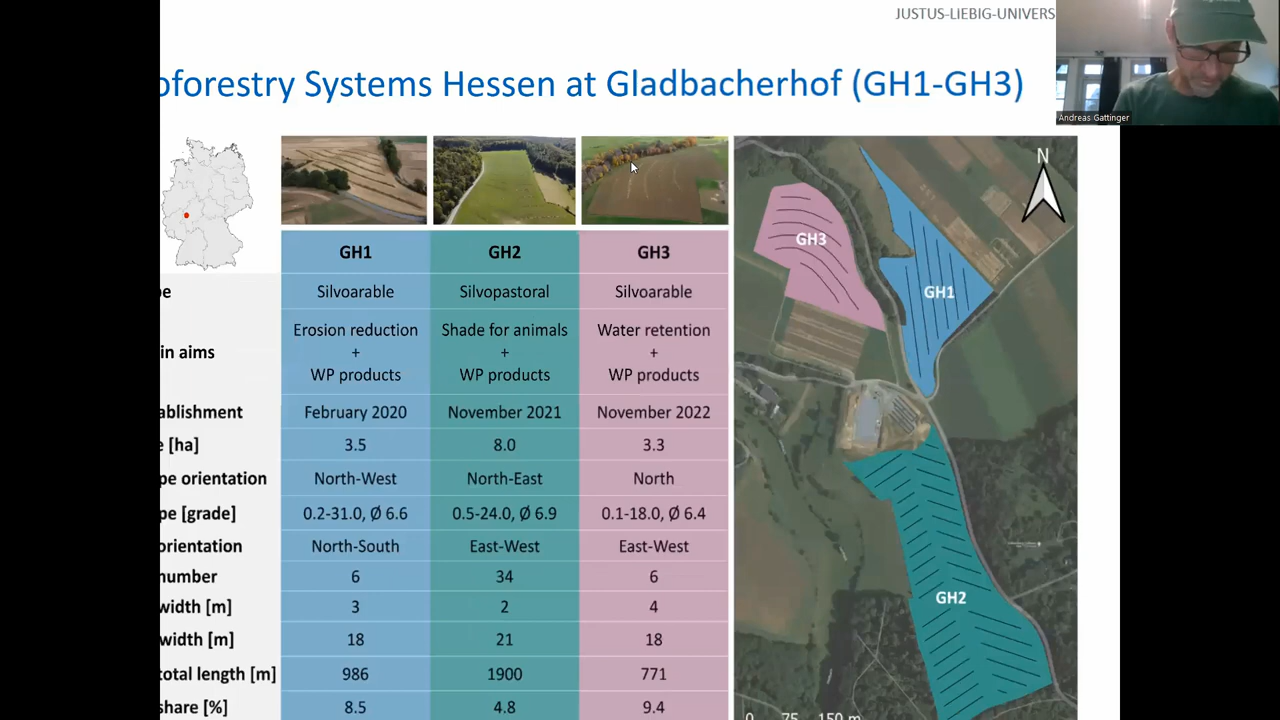 JUSTUS-LIEBIG-UNIVERS
Andreas Gattinger
oforestry Systems Hessen at Gladbacherhof (GH1-GH3)
GH1 GH2 GH3
pe Silvoarable Silvopastoral Silvoarable
in aims
Erosion reduction + WP products
Shade for animals + WP products
Water retention + WP products
ablishment February 2020 November 2021 November 2022
e [ha] 3.5 8.0 3.3
pe orientation North-West North-East North
pe [grade] 0.2-31.0, Ø 6.6 0.5-24.0, Ø 6.9 0.1-18.0, Ø 6.4
orientation North-South East-West East-West
number 6 34 6
width [m] 3 2 4
width [m] 18 21 18
total length [m] 986 1900 771
share [%] 8.5 4.8 9.4
N
GH3
GH1
GH2
0 75 150 m